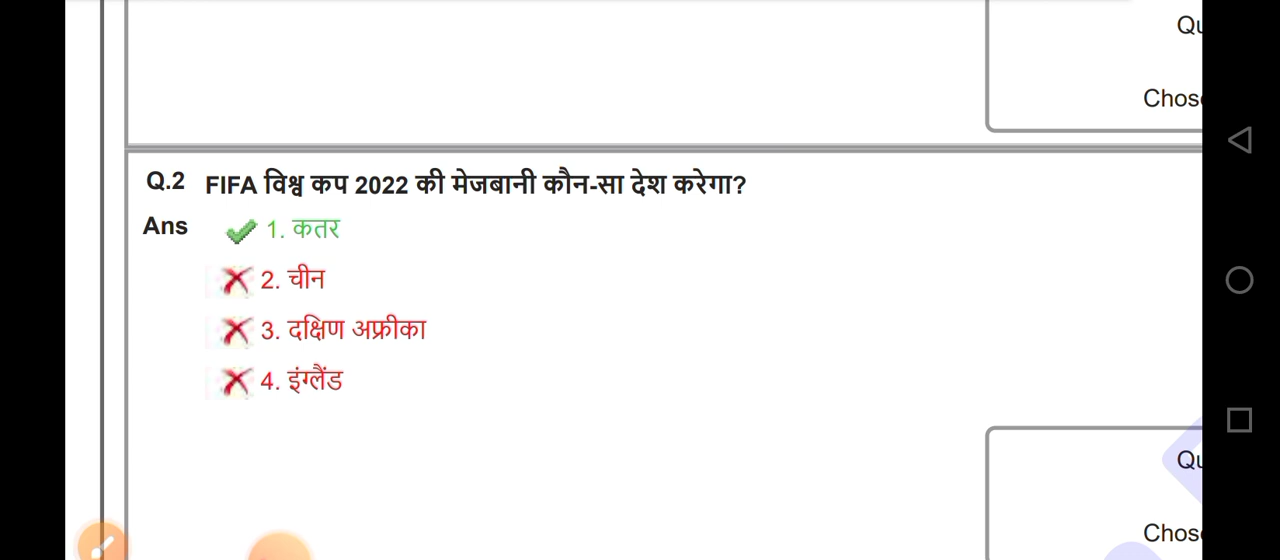 Qu
Chos
Q.2 FIFA विश्व कप 2022 की मेजबानी कौन-सा देश करेगा?
Ans 1. कतर
2. चीन
3. दक्षिण अफ्रीका
4. इंग्लैंड
Qu
Chos